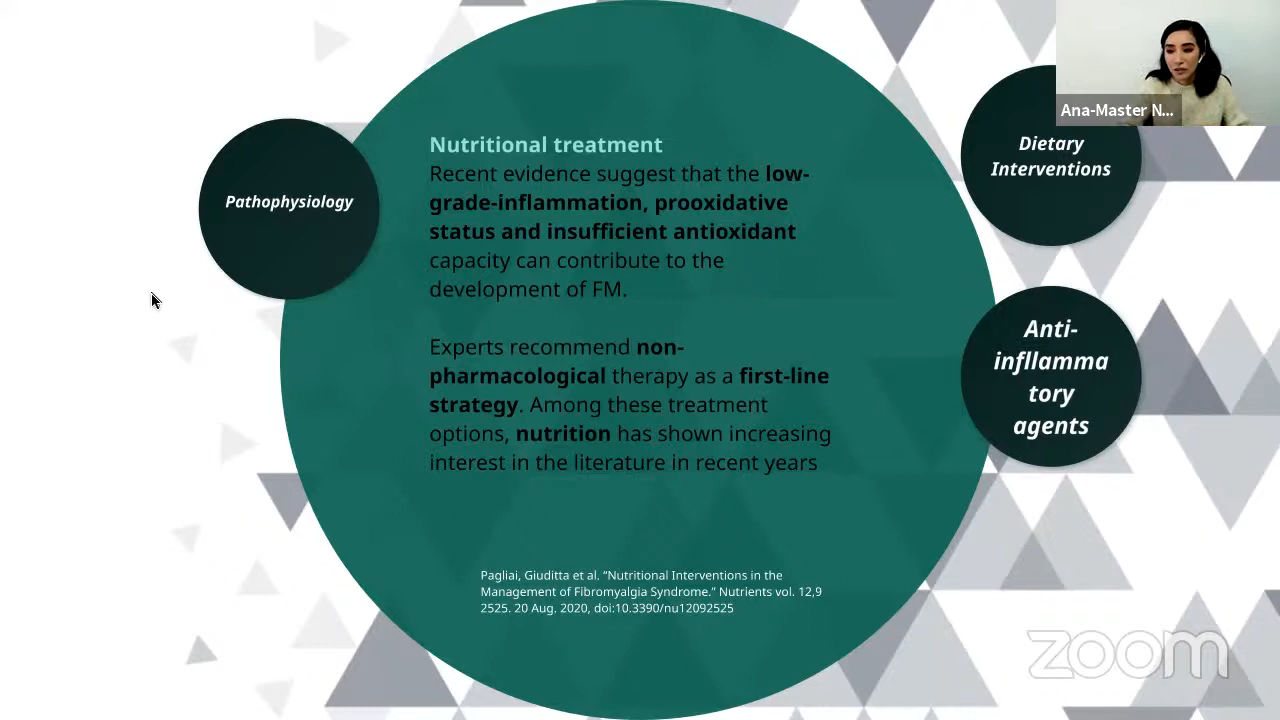 Ana-Master N...
Pathophysiology
Nutritional treatment
Recent evidence suggest that the low-
grade-inflammation, prooxidative
status and insufficient antioxidant
capacity can contribute to the
development of FM.
Experts recommend non-
pharmacological therapy as a first-line
strategy. Among these treatment
options, nutrition has shown increasing
interest in the literature in recent years
Pagliai, Giuditta et al. “Nutritional Interventions in the
Management of Fibromyalgia Syndrome.” Nutrients vol. 12,9
2525. 20 Aug. 2020, doi:10.3390/nu12092525
Dietary
Interventions
Anti-
infllamma
tory
agents
zoom